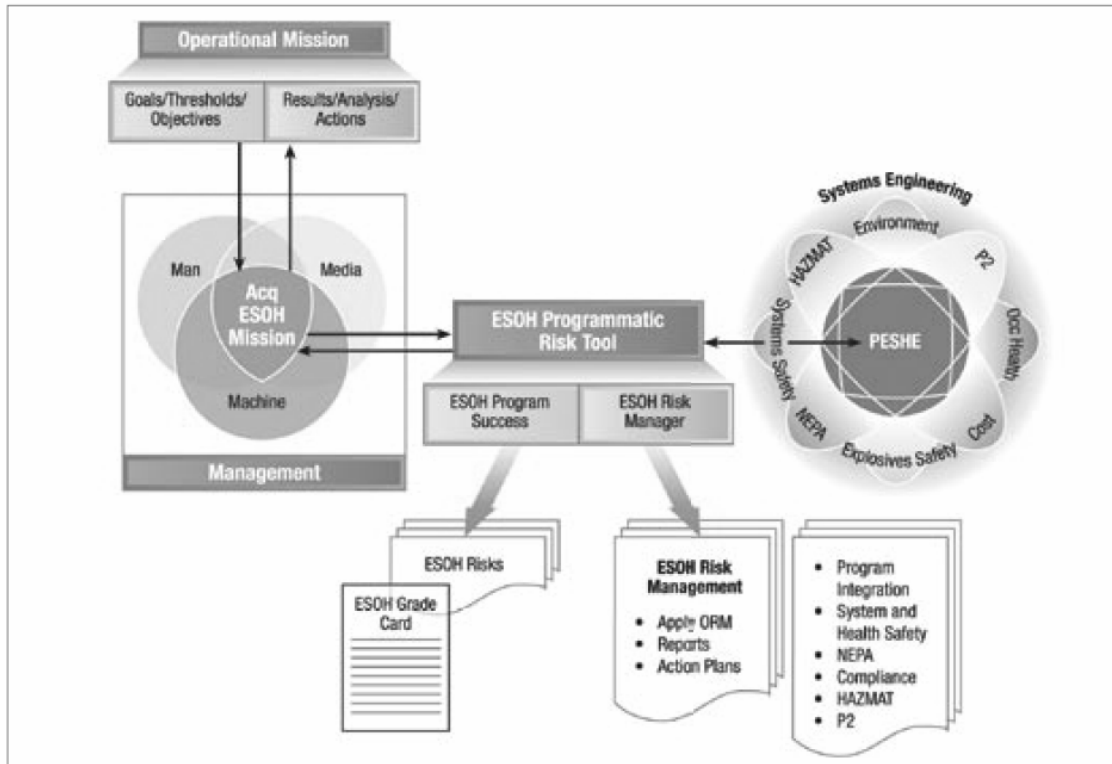 Operational Mission
Goals/Thresholds/
Objectives
Results/Analysis/
Actions
Man
Media
Acq
ESOH
Mission
Machine
Management
ESOH Programmatic
Risk Tool
ESOH Program
Success
ESOH Risk
Manager
Systems Engineering
Environment
HAZMAT
P2
Systems Safety
PESHE
Occ Health
NEPA
Explosives Safety
Cost
ESOH Risks
ESOH Grade
Card
ESOH Risk
Management
• Apply ORM
• Reports
• Action Plans
• Program
Integration
• System and
Health Safety
• NEPA
• Compliance
• HAZMAT
• P2